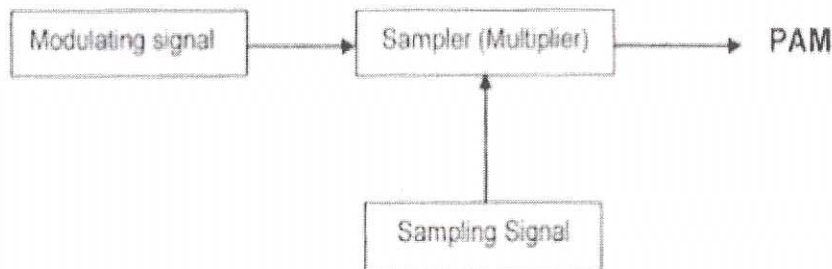 Modulating signal
Sampler (Multiplier)
PAM
Sampling Signal